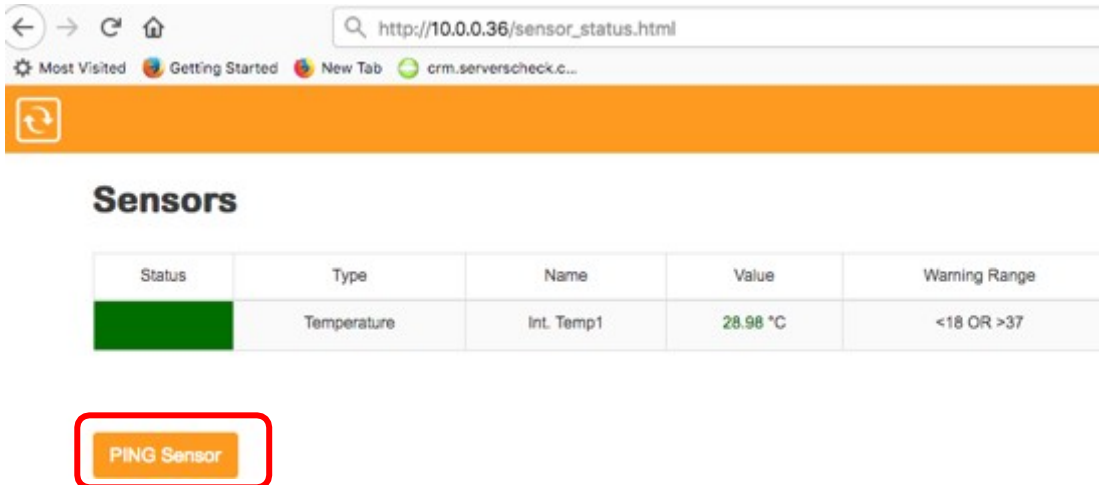 http://10.0.0.36/sensor_status.html
Most Visited Getting Started New Tab crm.serverscheck.c...
Sensors
Status Type Name Value Warning Range
Temperature Int. Temp1 28.98 °C <18 OR >37
PING Sensor